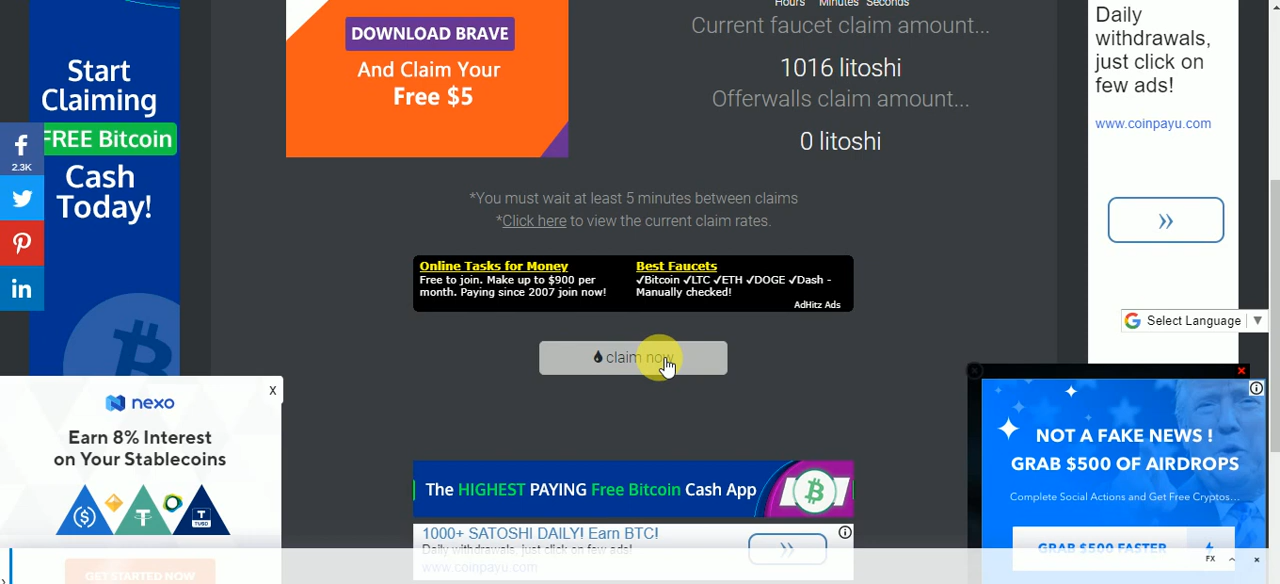 Start
Claiming
FREE Bitcoin
Cash
Today!
2.3K
DOWNLOAD BRAVE
And Claim Your
Free $5
Hours Minutes Seconds
Current faucet claim amount...
1016 litoshi
Offerwalls claim amount...
0 litoshi
*You must wait at least 5 minutes between claims
*Click here to view the current claim rates.
Online Tasks for Money
Free to join. Make up to $900 per
month. Paying since 2007 join now!
Best Faucets
✓Bitcoin ✓LTC ✓ETH ✓DOGE ✓Dash -
Manually checked!
AdHitz Ads
claim now
Daily
withdrawals,
just click on
few ads!
www.coinpayu.com
Select Language
X
nexo
Earn 8% Interest
on Your Stablecoins
GET STARTED NOW
The HIGHEST PAYING Free Bitcoin Cash App
1000+ SATOSHI DAILY! Earn BTC!
Daily withdrawals, just click on few ads!
www.coinpayu.com
NOT A FAKE NEWS !
GRAB $500 OF AIRDROPS
Complete Social Actions and Get Free Cryptos...
GRAB $500 FASTER
FX